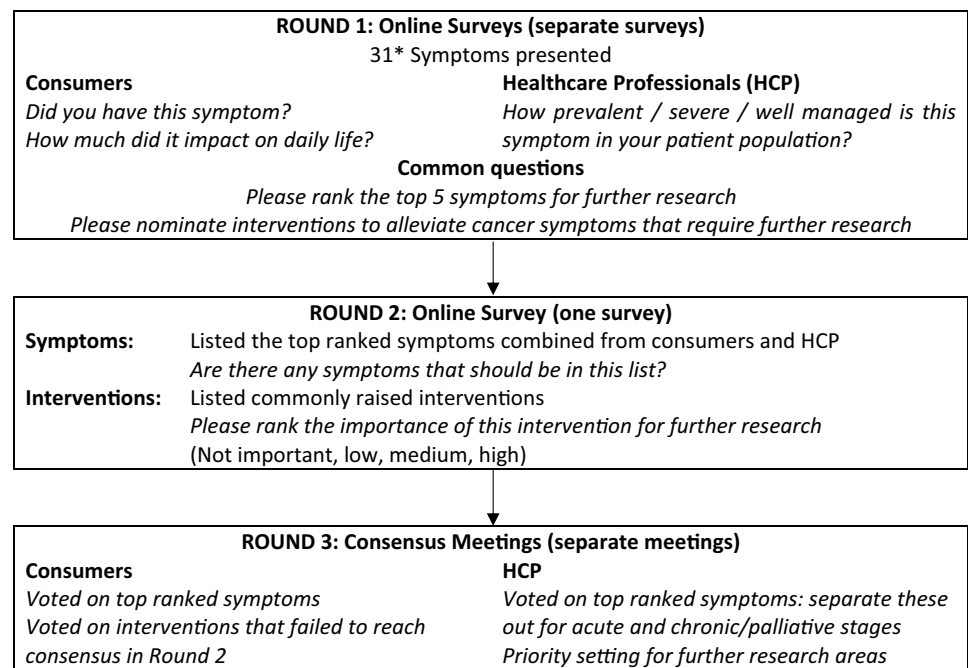 ROUND 1: Online Surveys (separate surveys)
31* Symptoms presented
Consumers
Did you have this symptom?
How much did it impact on daily life?
Healthcare Professionals (HCP)
How prevalent / severe / well managed is this
symptom in your patient population?
Common questions
Please rank the top 5 symptoms for further research
Please nominate interventions to alleviate cancer symptoms that require further research
ROUND 2: Online Survey (one survey)
Symptoms: Listed the top ranked symptoms combined from consumers and HCP
Are there any symptoms that should be in this list?
Interventions: Listed commonly raised interventions
Please rank the importance of this intervention for further research
(Not important, low, medium, high)
ROUND 3: Consensus Meetings (separate meetings)
Consumers
Voted on top ranked symptoms
Voted on interventions that failed to reach
consensus in Round 2
HCP
Voted on top ranked symptoms: separate these
out for acute and chronic/palliative stages
Priority setting for further research areas